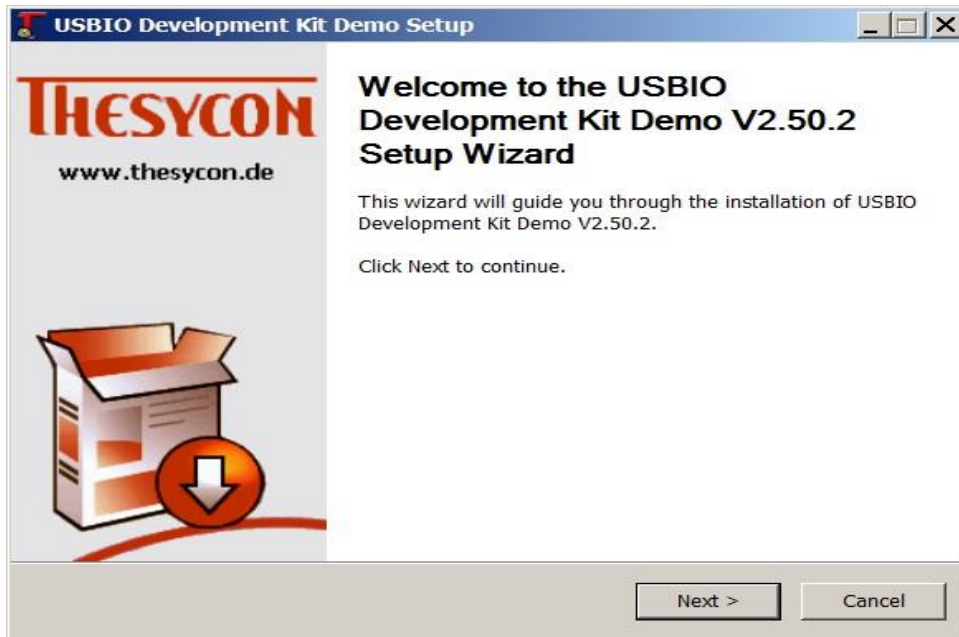 USBIO Development Kit Demo Setup
THESYCON
www.thesycon.de
Welcome to the USBIO
Development Kit Demo V2.50.2
Setup Wizard
This wizard will guide you through the installation of USBIO
Development Kit Demo V2.50.2.
Click Next to continue.
Next >
Cancel